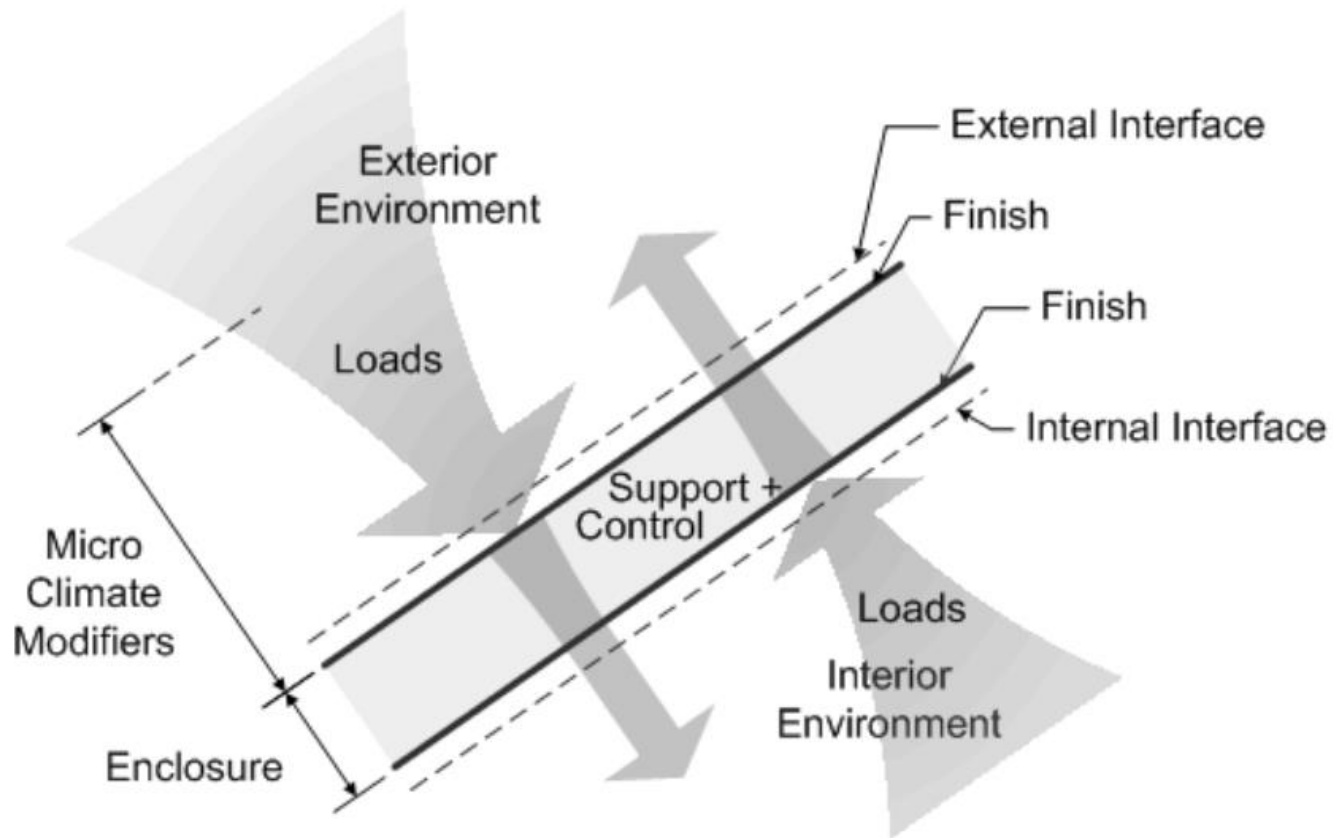 External Interface
Exterior
Environment
Finish
Finish
Loads
Internal Interface
Support +
Control
Micro
Climate
Modifiers
Loads
Interior
Environment
Enclosure